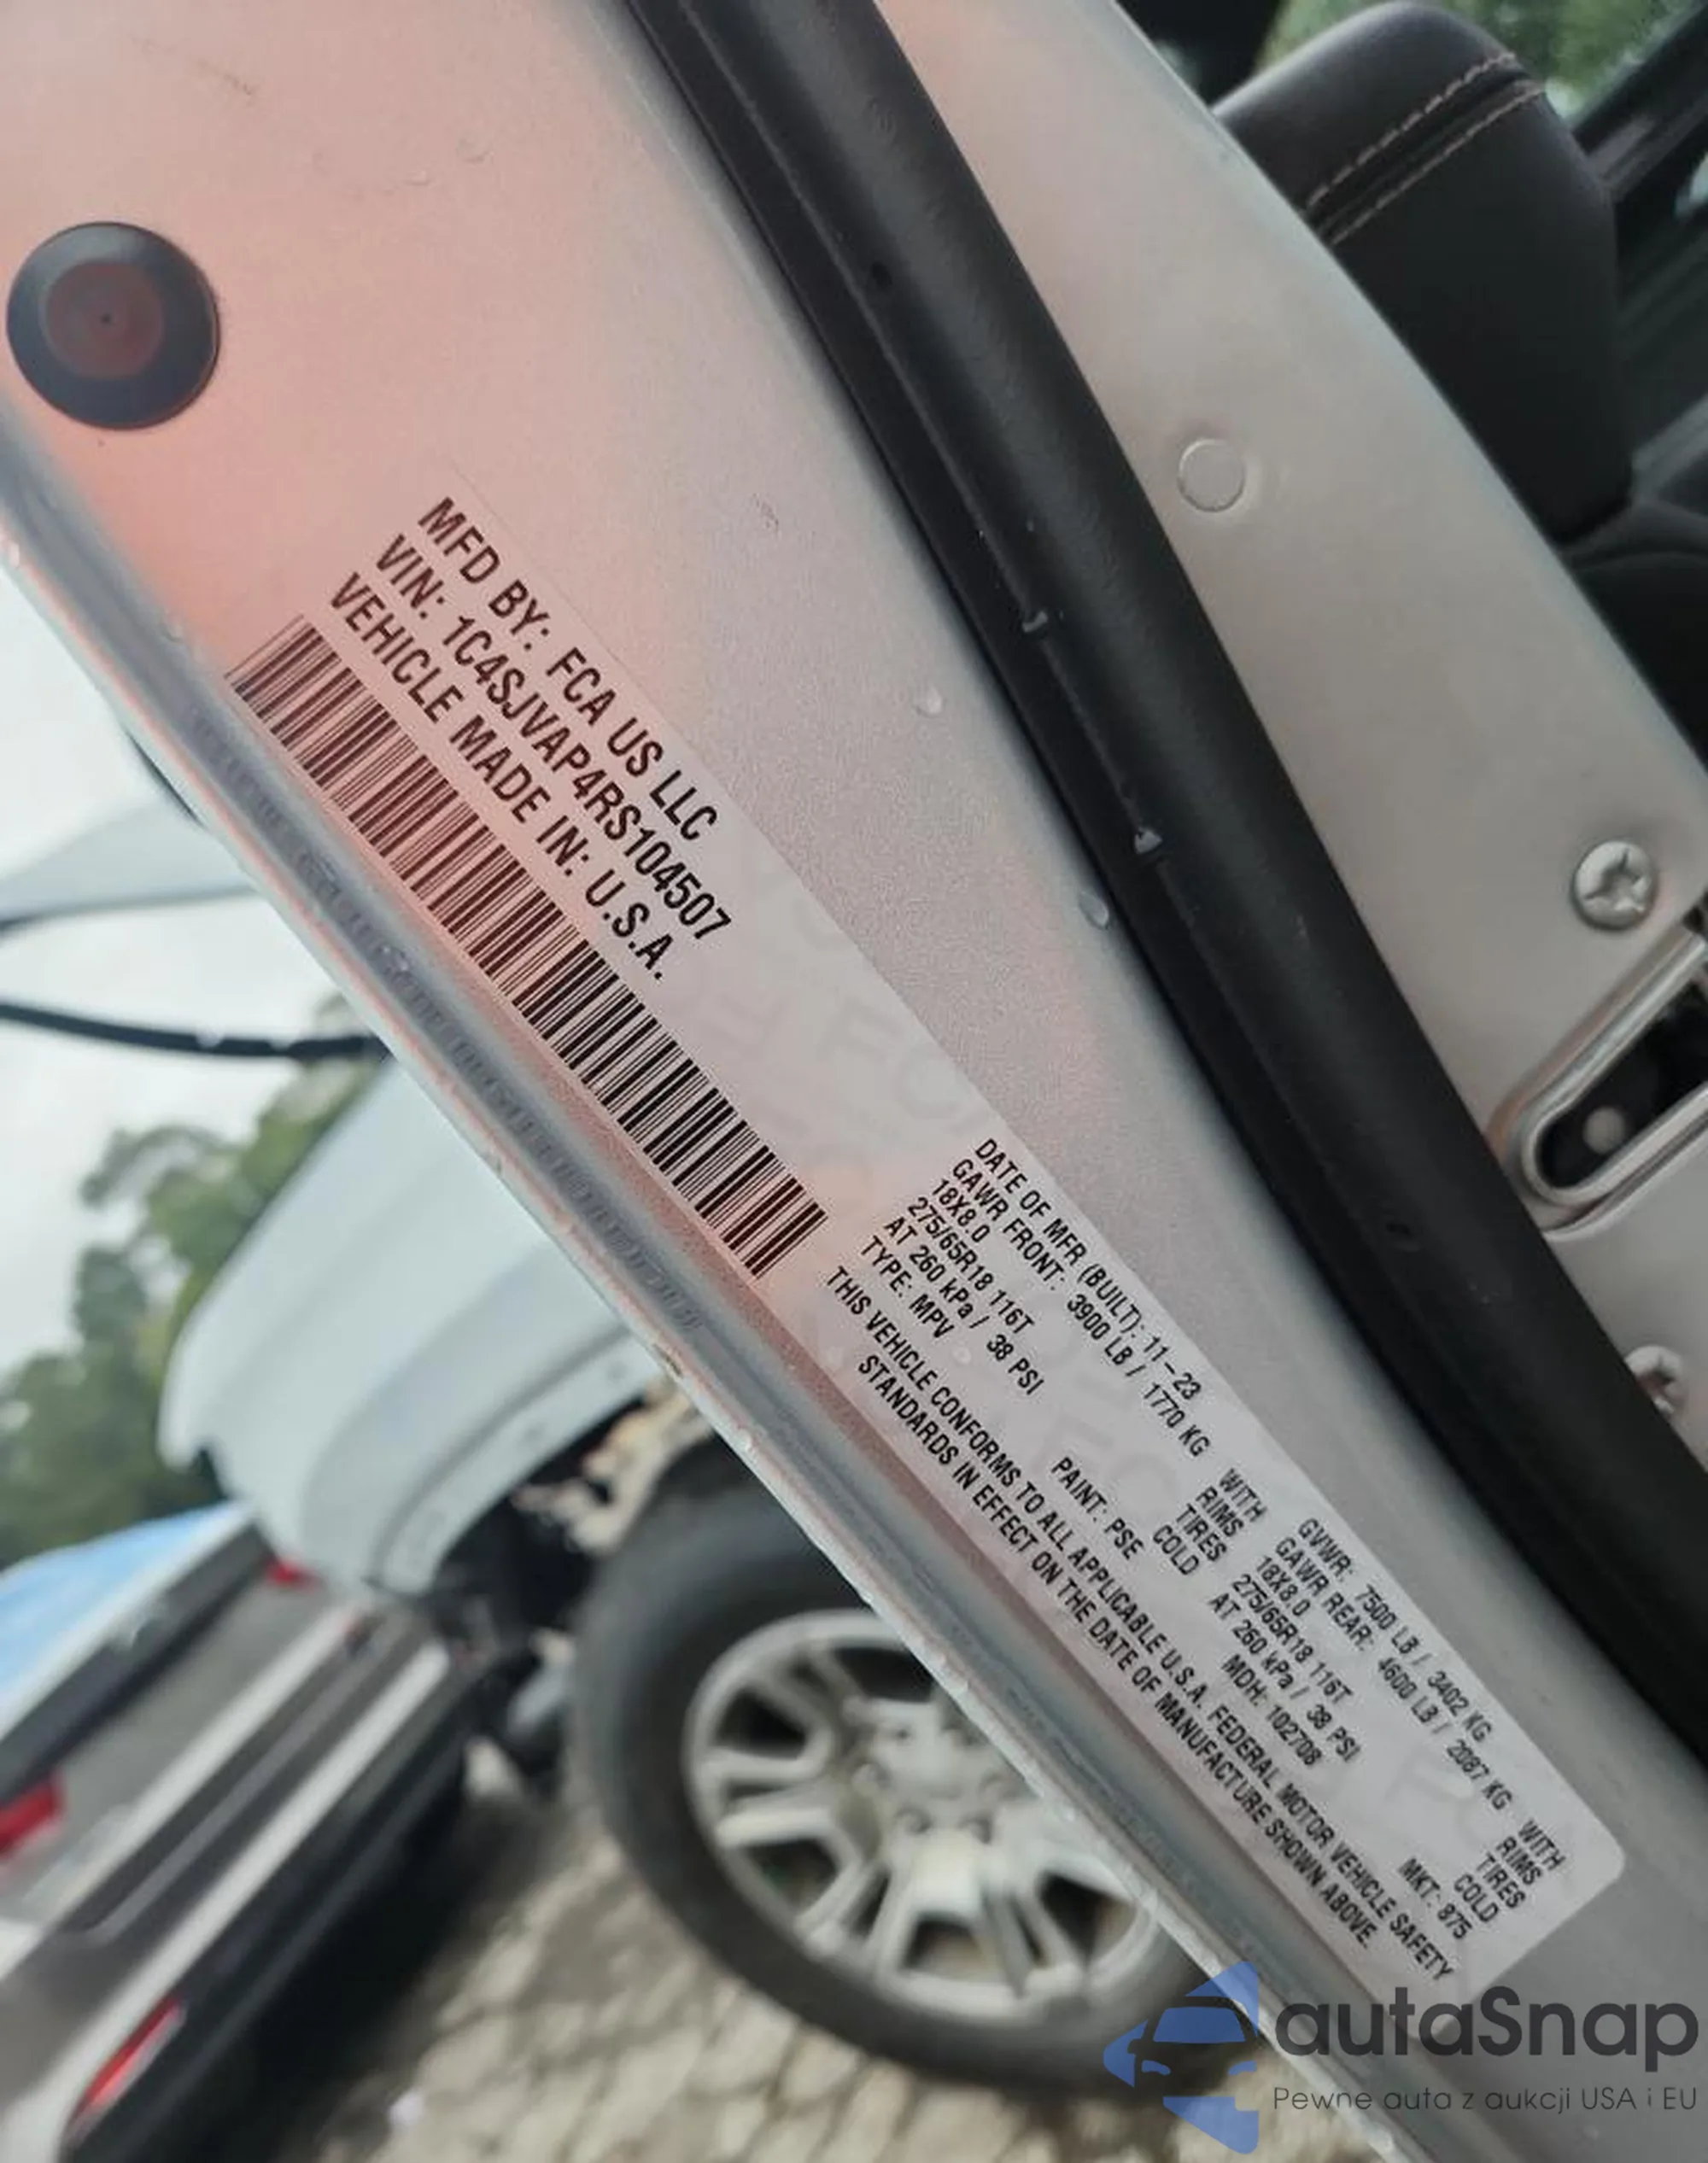 MFD BY: FCA US LLC
VIN: 1C4SJVAP4RS104507
VEHICLE MADE IN: U.S.A.
DATE OF MFR (BUILT): 11-23 GVWR: 7500 LB / 3402 KG
GAWR FRONT: 3900 LB / 1770 KG WITH GAWR REAR: 4600 LB / 2087 KG WITH
18X8.0 RIMS 18X8.0 RIMS
275/65R18 116T TIRES 275/65R18 116T TIRES
AT 260 kPa / 38 PSI COLD AT 260 kPa / 38 PSI COLD
TYPE: MPV PAINT: PSE MDH: 102708 MKT: 875
THIS VEHICLE CONFORMS TO ALL APPLICABLE U.S.A. FEDERAL MOTOR VEHICLE SAFETY
STANDARDS IN EFFECT ON THE DATE OF MANUFACTURE SHOWN ABOVE.
autaSnap
Pewne auta z aukcji USA i EU